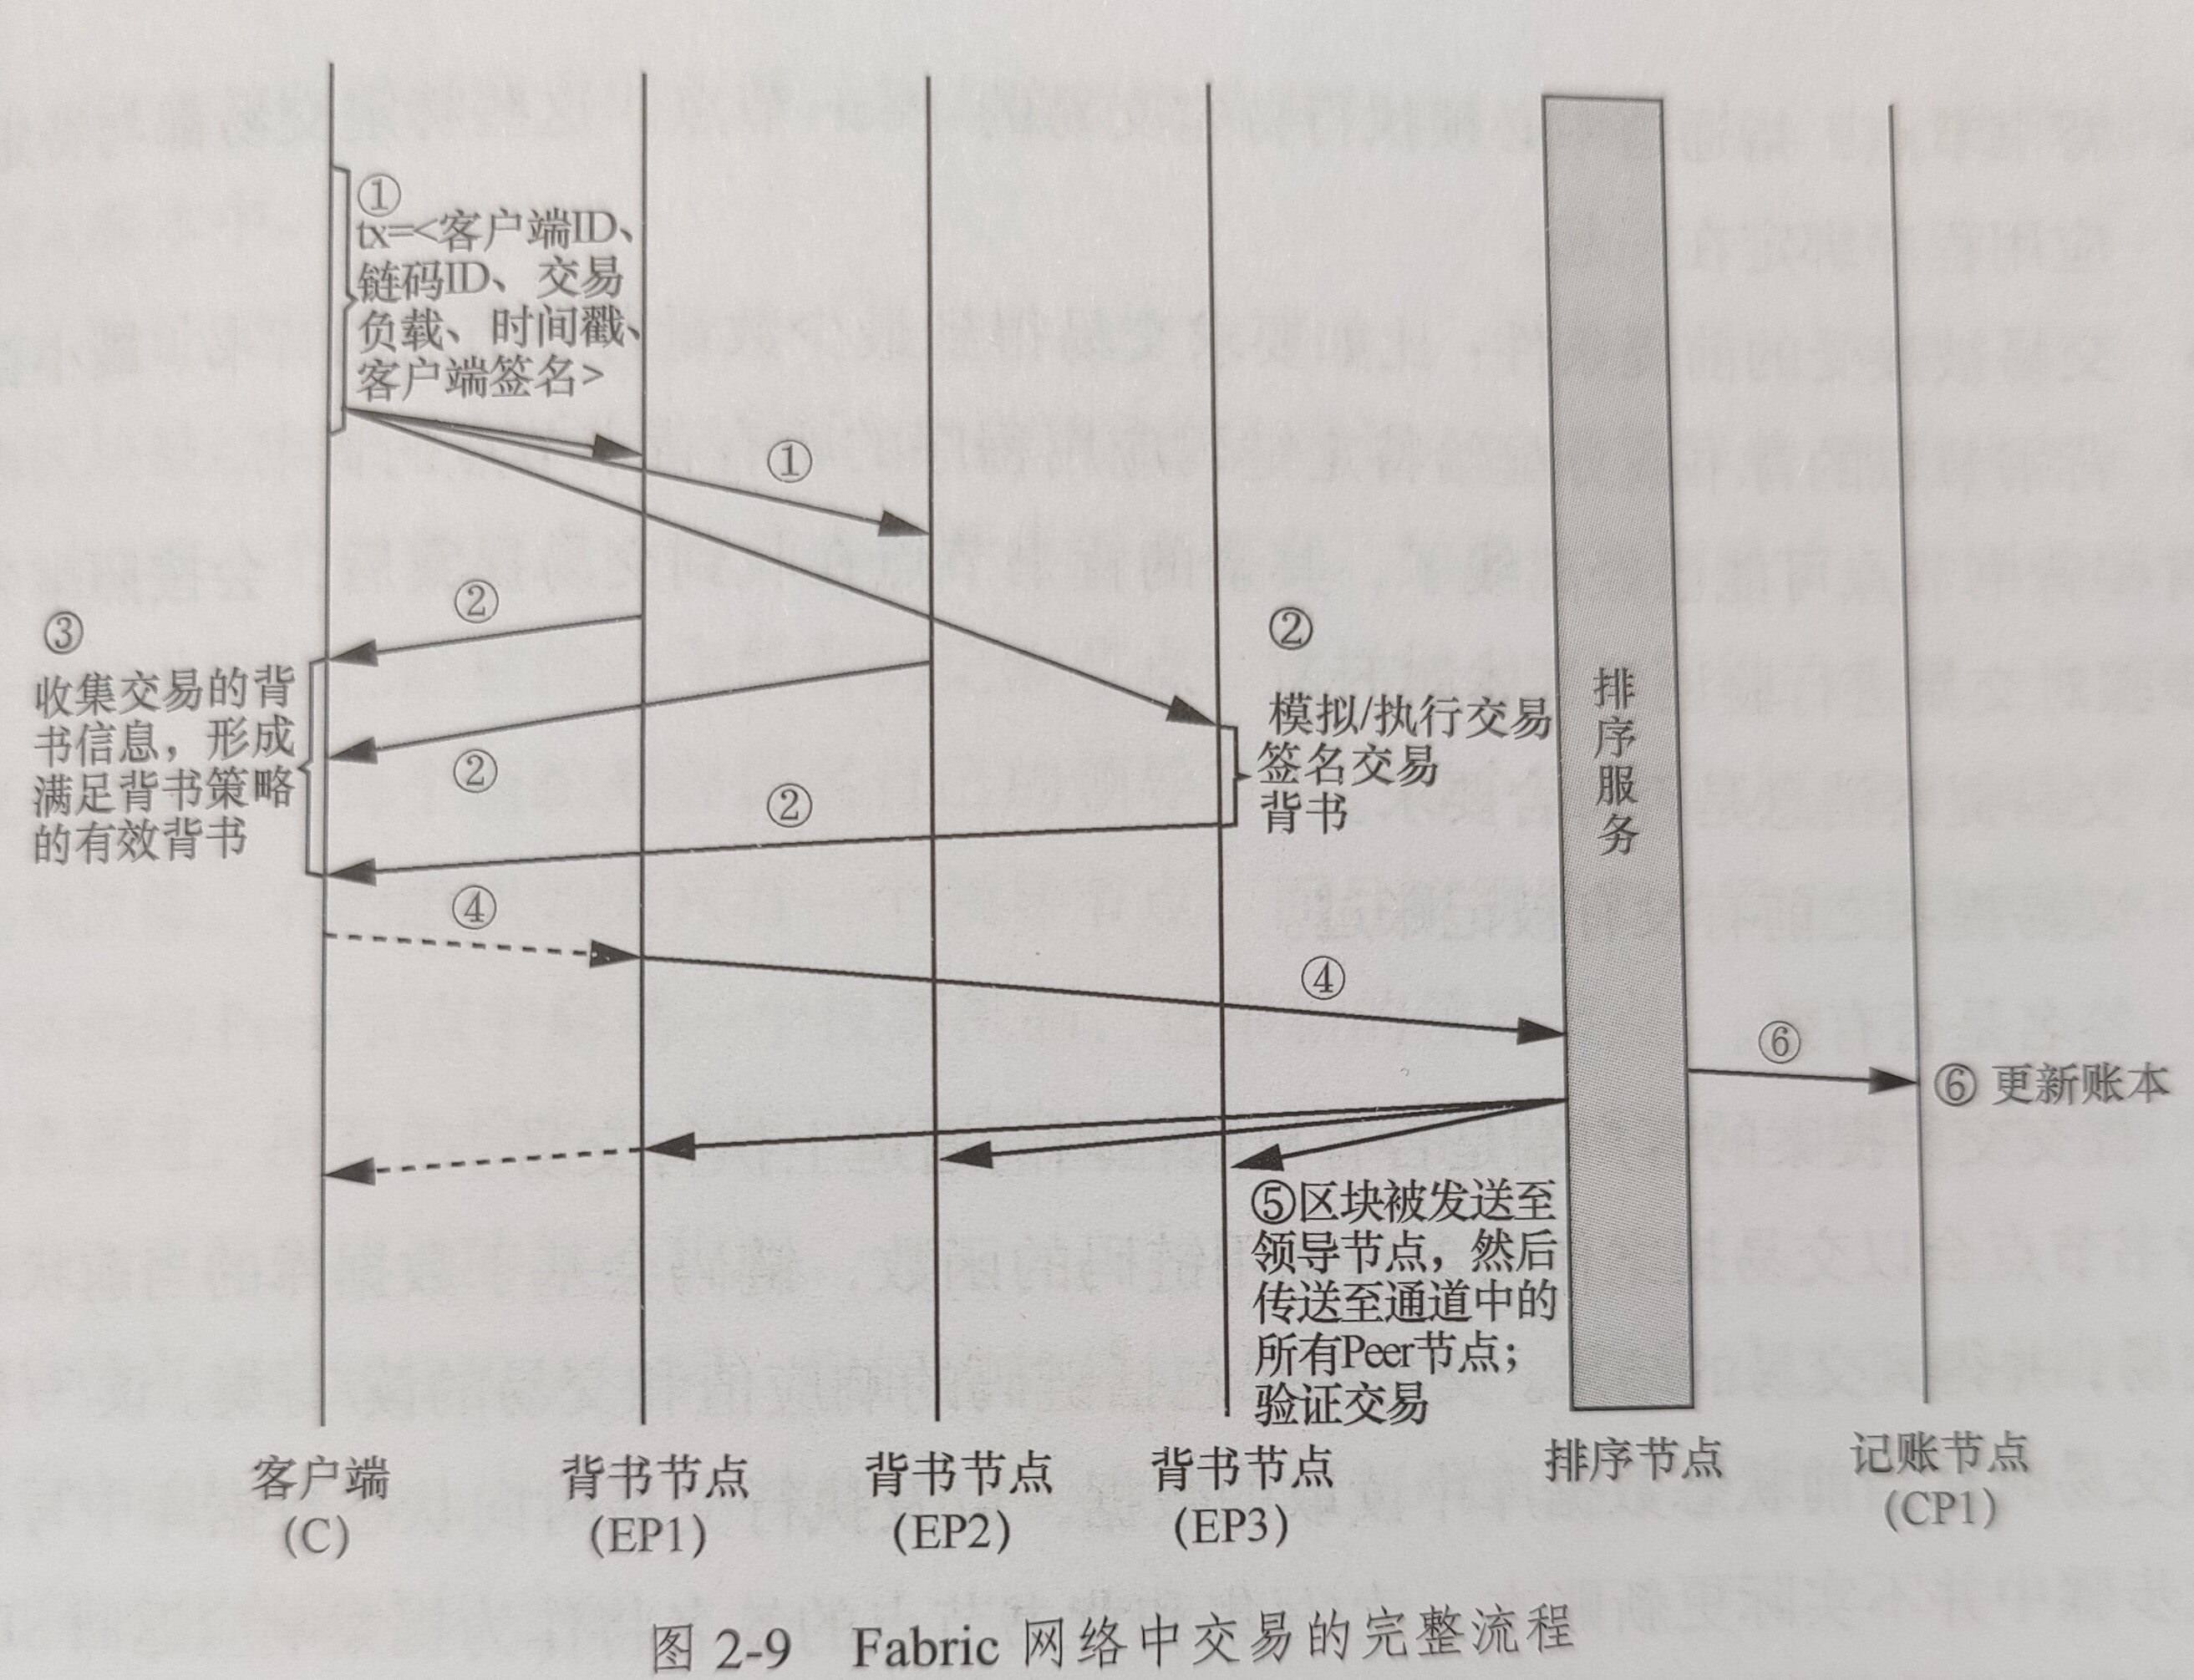 ①
tx=<客户端ID、
链码ID、交易
负载、时间戳、
客户端签名>
①
②
③
收集交易的背
书信息，形成
满足背书策略
的有效背书
②
②
②
模拟/执行交易
签名交易
背书
排
序
服
务
④
④
⑥
⑥ 更新账本
⑤区块被发送至
领导节点，然后
传送至通道中的
所有Peer节点；
验证交易
客户端
（C）
背书节点
（EP1）
背书节点
（EP2）
背书节点
（EP3）
排序节点
记账节点
（CP1）
图 2-9 Fabric 网络中交易的完整流程